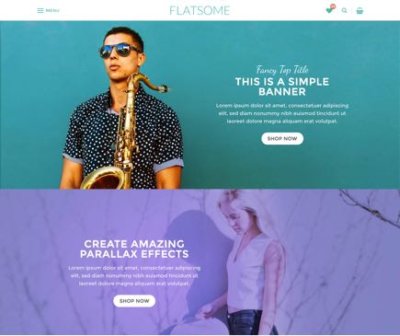 MENU
FLATSOME
Fancy Top Title
THIS IS A SIMPLE
BANNER
Lorem ipsum dolor sit amet, consectetuer adipiscing
elit, sed diam nonummy nibh euismod tincidunt ut
laoreet dolore magna aliquam erat volutpat.
SHOP NOW
CREATE AMAZING
PARALLAX EFFECTS
Lorem ipsum dolor sit amet, consectetuer adipiscing
elit, sed diam nonummy nibh euismod tincidunt ut
laoreet dolore magna aliquam erat volutpat.
SHOP NOW